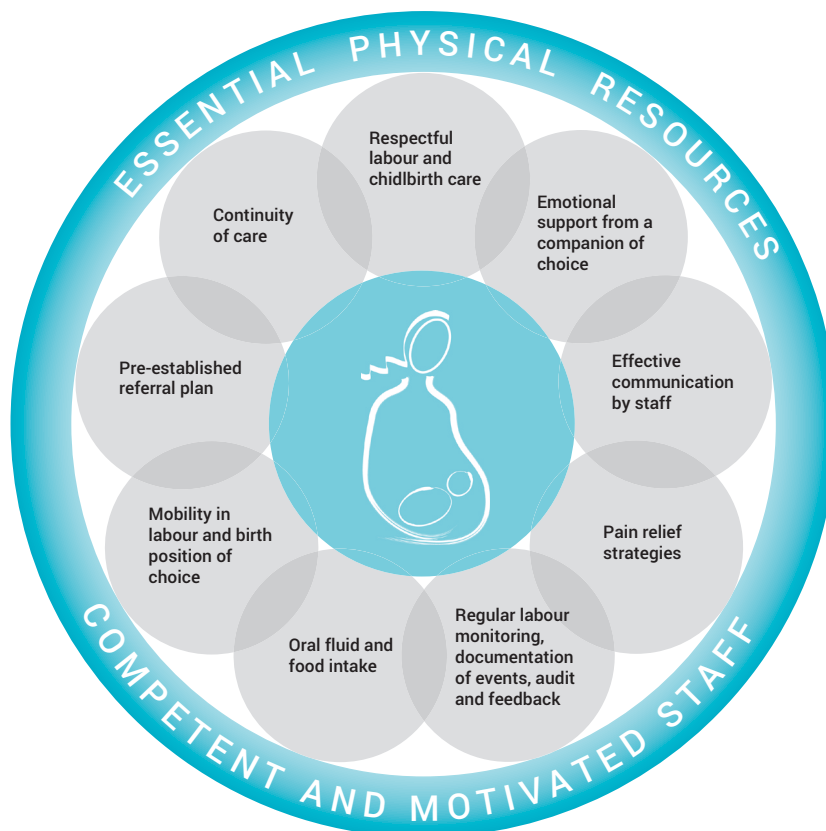 ESSENTIAL PHYSICAL RESOURCES
Respectful
labour and
chidlbirth care
Emotional
support from a
companion of
choice
Effective
communication
by staff
Pain relief
strategies
Regular labour
monitoring,
documentation
of events, audit
and feedback
Oral fluid and
food intake
Mobility in
labour and birth
position of
choice
Pre-established
referral plan
Continuity
of care
COMPETENT AND MOTIVATED STAFF